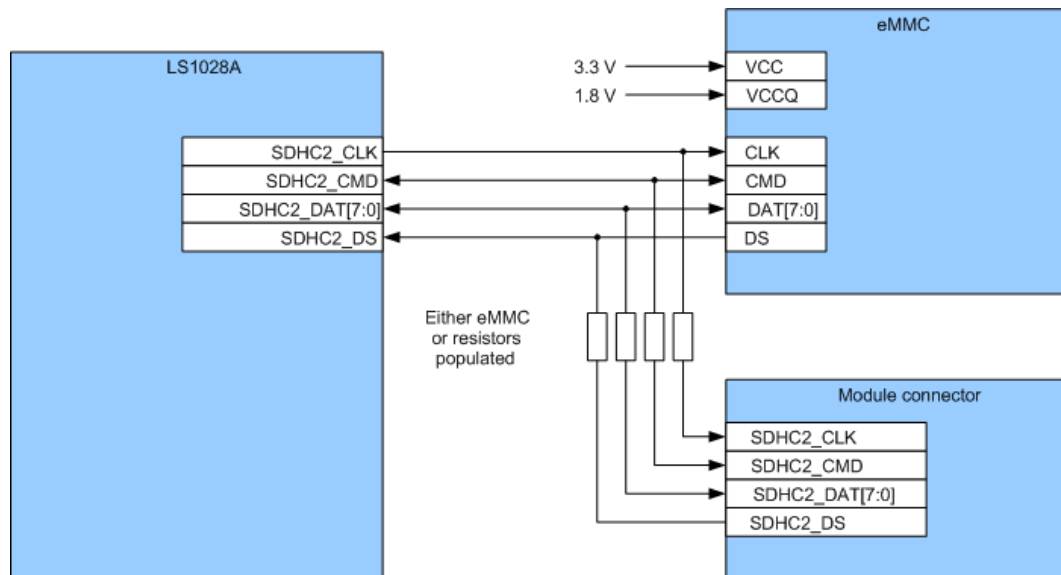 eMMC
LS1028A
3.3 V
VCC
1.8 V
VCCQ
SDHC2_CLK
CLK
SDHC2_CMD
CMD
SDHC2_DAT[7:0]
DAT[7:0]
SDHC2_DS
DS
Either eMMC
or resistors
populated
Module connector
SDHC2_CLK
SDHC2_CMD
SDHC2_DAT[7:0]
SDHC2_DS